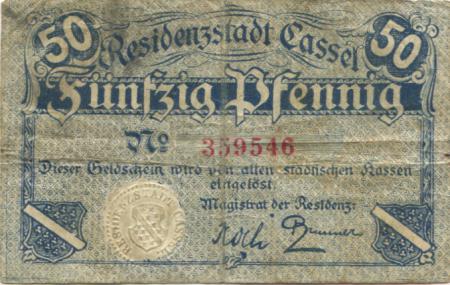 50 Residenzstadt Cassel 50
Fünfzig Pfennig
No 359546
Dieser Geldschein wird von allen städtischen Kassen
eingelöst.
Magistrat der Residenz:
Brunner